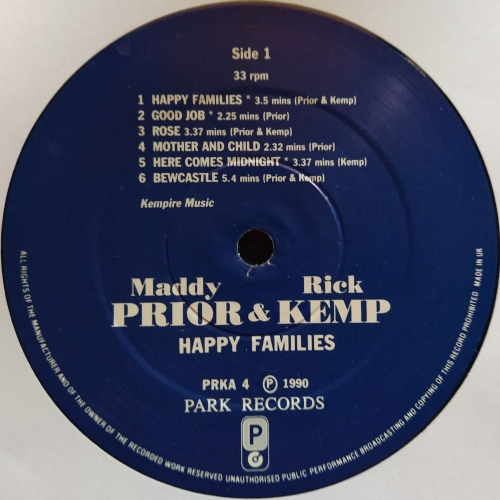 Side 1
33 rpm
1 HAPPY FAMILIES * 3.5 mins (Prior & Kemp)
2 GOOD JOB * 2.25 mins (Prior)
3 ROSE 3.37 mins (Prior & Kemp)
4 MOTHER AND CHILD 2.32 mins (Prior)
5 HERE COMES MIDNIGHT * 3.37 mins (Kemp)
6 BEWCASTLE 5.4 mins (Prior & Kemp)
Kempire Music
Maddy Rick
PRIOR & KEMP
HAPPY FAMILIES
PRKA 4 ℗ 1990
PARK RECORDS
P
ALL RIGHTS OF THE MANUFACTURER AND OF THE OWNER OF THE RECORDED WORK RESERVED UNAUTHORISED PUBLIC PERFORMANCE BROADCASTING AND COPYING OF THIS RECORD PROHIBITED MADE IN UK